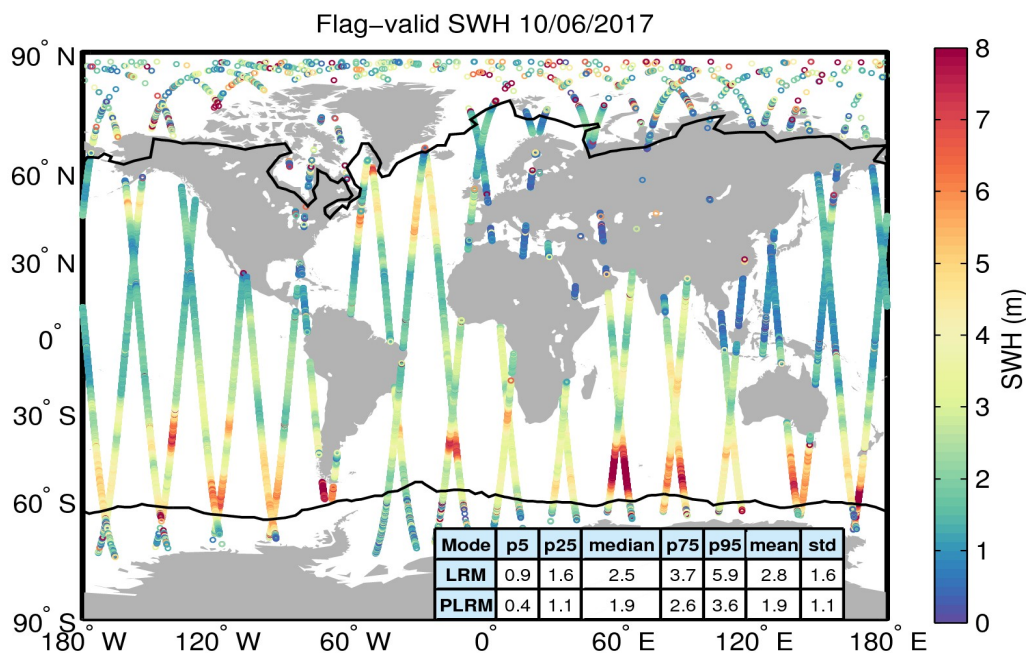 Flag−valid SWH 10/06/2017
90° N
60° N
30° N
0°
30° S
60° S
90° S
180° W
120° W
60° W
0°
60° E
120° E
180° E
Mode p5 p25 median p75 p95 mean std
LRM 0.9 1.6 2.5 3.7 5.9 2.8 1.6
PLRM 0.4 1.1 1.9 2.6 3.6 1.9 1.1
8
7
6
5
4
3
2
1
0
SWH (m)